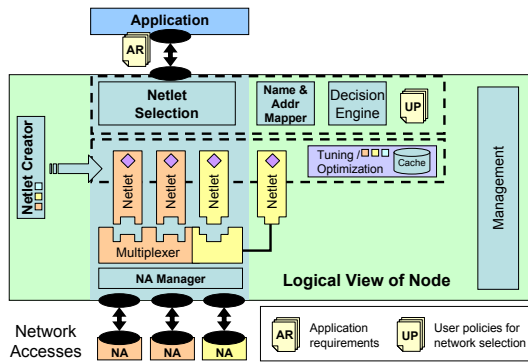 Application
AR
Netlet
Selection
Name &
Addr
Mapper
Decision
Engine
UP
Netlet Creator
Netlet
Netlet
Netlet
Netlet
Tuning /
Optimization
Cache
Management
Multiplexer
NA Manager
Logical View of Node
Network
Accesses
NA
NA
NA
AR
Application
requirements
UP
User policies for
network selection